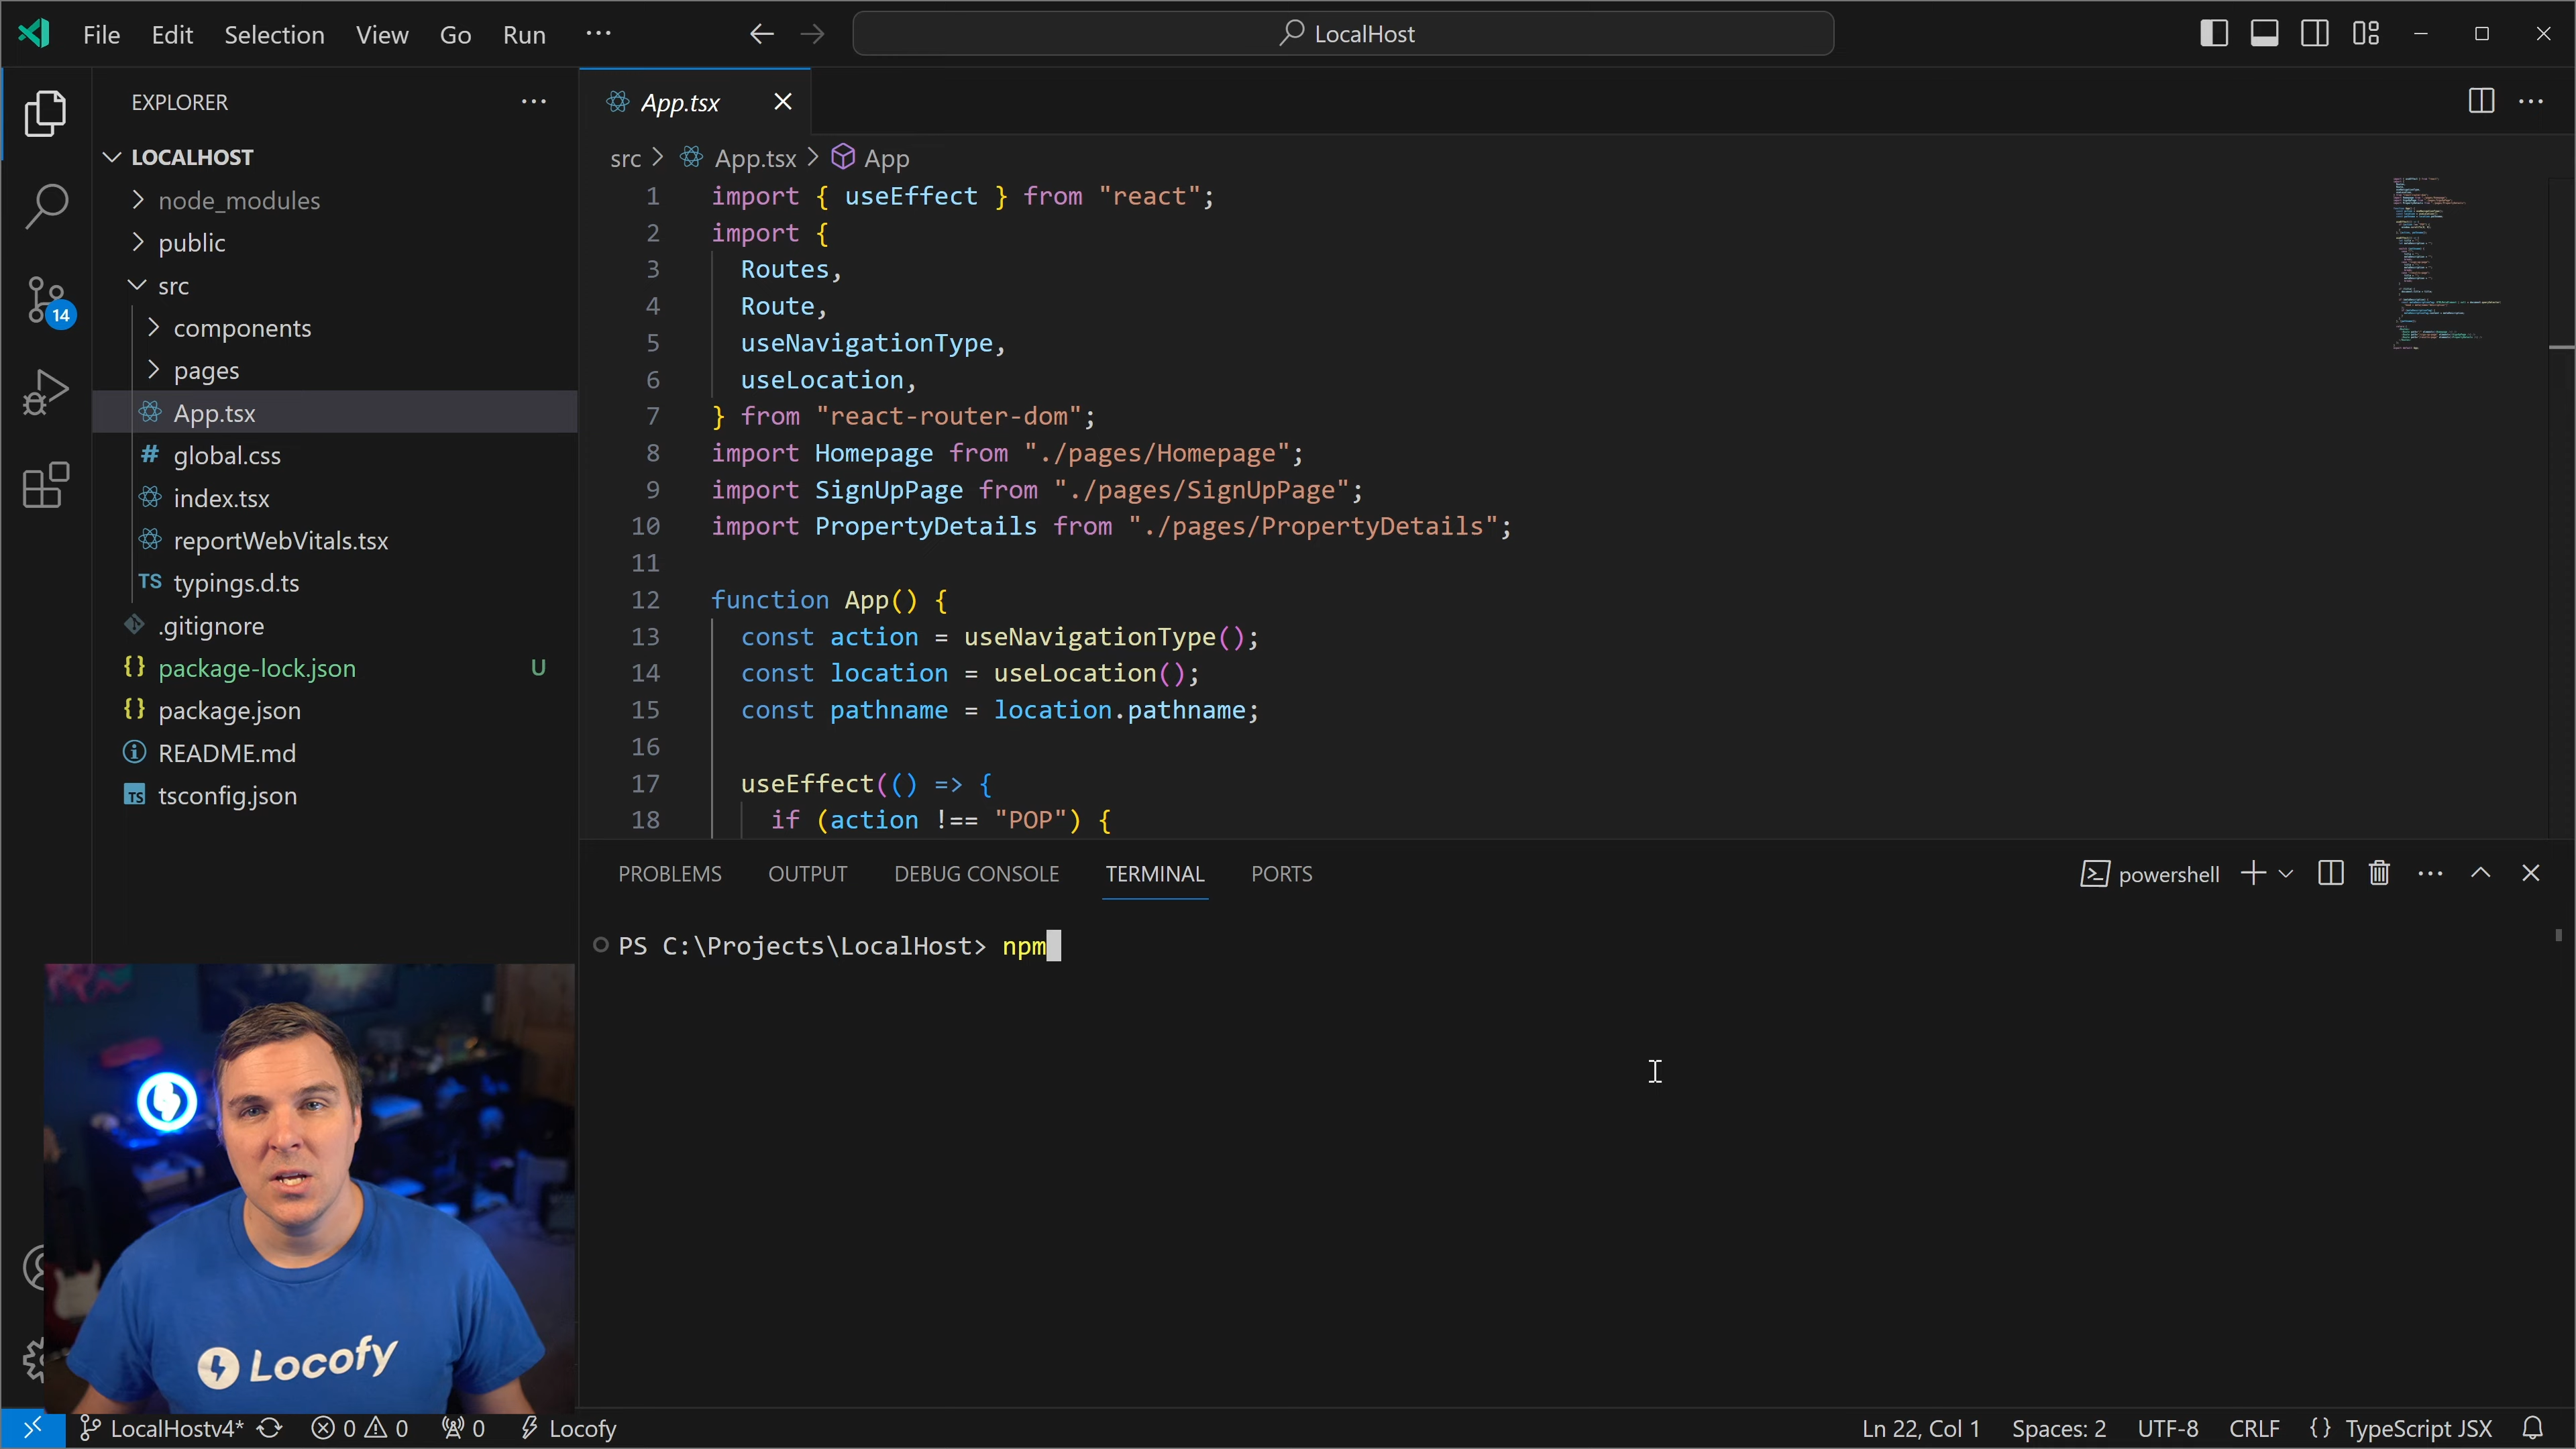 File Edit Selection View Go Run ···
LocalHost
EXPLORER
LOCALHOST
node_modules
public
src
components
pages
App.tsx
# global.css
index.tsx
reportWebVitals.tsx
TS typings.d.ts
.gitignore
{} package-lock.json U
{} package.json
README.md
TS tsconfig.json
14
App.tsx
src > App.tsx > App
1 import { useEffect } from "react";
2 import {
3 Routes,
4 Route,
5 useNavigationType,
6 useLocation,
7 } from "react-router-dom";
8 import Homepage from "./pages/Homepage";
9 import SignUpPage from "./pages/SignUpPage";
10 import PropertyDetails from "./pages/PropertyDetails";
11
12 function App() {
13 const action = useNavigationType();
14 const location = useLocation();
15 const pathname = location.pathname;
16
17 useEffect(() => {
18 if (action !== "POP") {
PROBLEMS OUTPUT DEBUG CONSOLE TERMINAL PORTS
powershell
PS C:\Projects\LocalHost> npm
Locofy
LocalHostv4* 0 0 0 Locofy
Ln 22, Col 1 Spaces: 2 UTF-8 CRLF {} TypeScript JSX